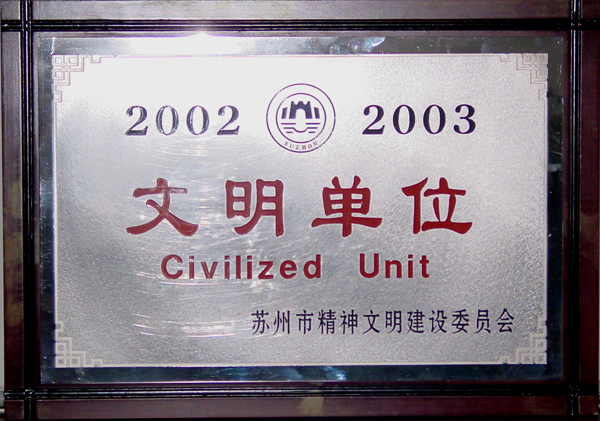 2002 SUZHOU 2003
文明单位
Civilized Unit
苏州市精神文明建设委员会